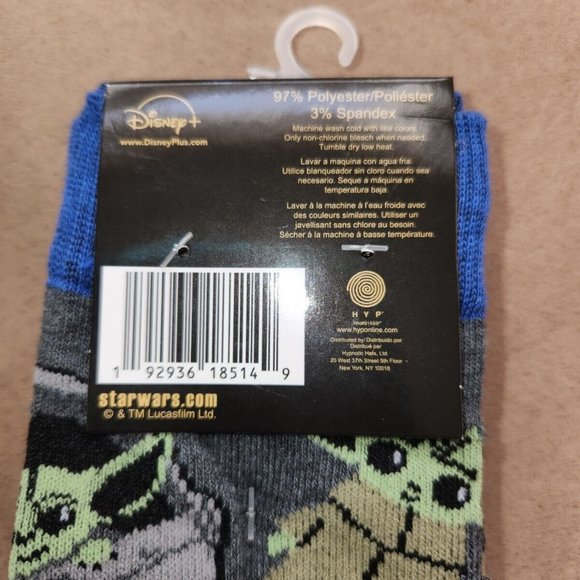 Disney+
www.DisneyPlus.com
97% Polyester/Poliéster
3% Spandex
Machine wash cold with like colors.
Only non-chlorine bleach when needed.
Tumble dry low heat.
Lavar a maquina con agua fria.
Utilice blanqueador sin cloro cuando sea
necesario. Seque a máquina en
temperatura baja.
Laver à la machine à l'eau froide avec
des couleurs similaires. Utiliser un
javellisant sans chlore au besoin.
Sécher à la machine à basse température.
1 92936 18514 9
starwars.com
© & TM Lucasfilm Ltd.
HYP
www.hyponline.com
Distributed by/ Distribuido por
Distribué par
Hypnotic Hats, Ltd
20 West 37th Street 5th Floor
New York, NY 10018